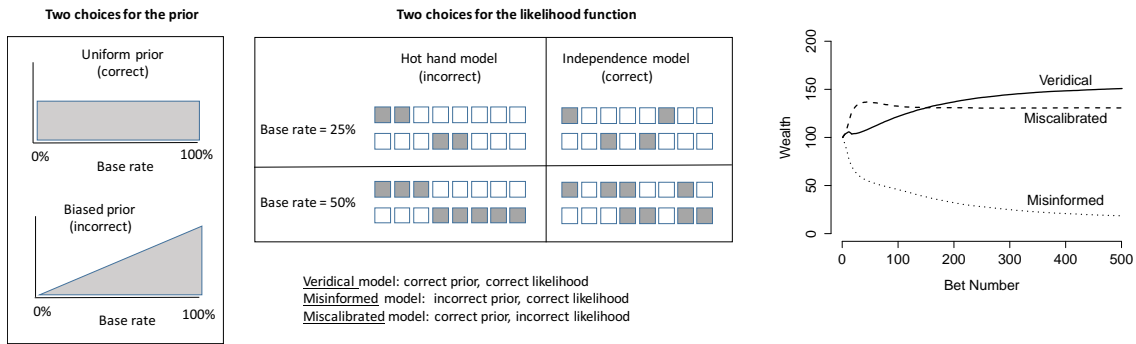 Two choices for the prior
Uniform prior
(correct)
0%
100%
Base rate
Biased prior
(incorrect)
0%
100%
Base rate
Two choices for the likelihood function
Hot hand model
(incorrect)
Independence model
(correct)
Base rate = 25%
Base rate = 50%
Veridical model: correct prior, correct likelihood
Misinformed model: incorrect prior, correct likelihood
Miscalibrated model: correct prior, incorrect likelihood
200
150
100
50
0
Wealth
Veridical
Miscalibrated
Misinformed
0 100 200 300 400 500
Bet Number